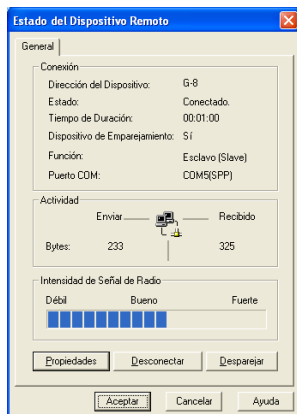 Estado del Dispositivo Remoto
General
Conexión
Dirección del Dispositivo: G-8
Estado: Conectado.
Tiempo de Duración: 00:01:00
Dispositivo de Emparejamiento: Sí
Función: Esclavo (Slave)
Puerto COM: COM5(SPP)
Actividad
Enviar Recibido
Bytes: 233 325
Intensidad de Señal de Radio
Débil Bueno Fuerte
Propiedades Desconectar Desparejar
Aceptar Cancelar Ayuda